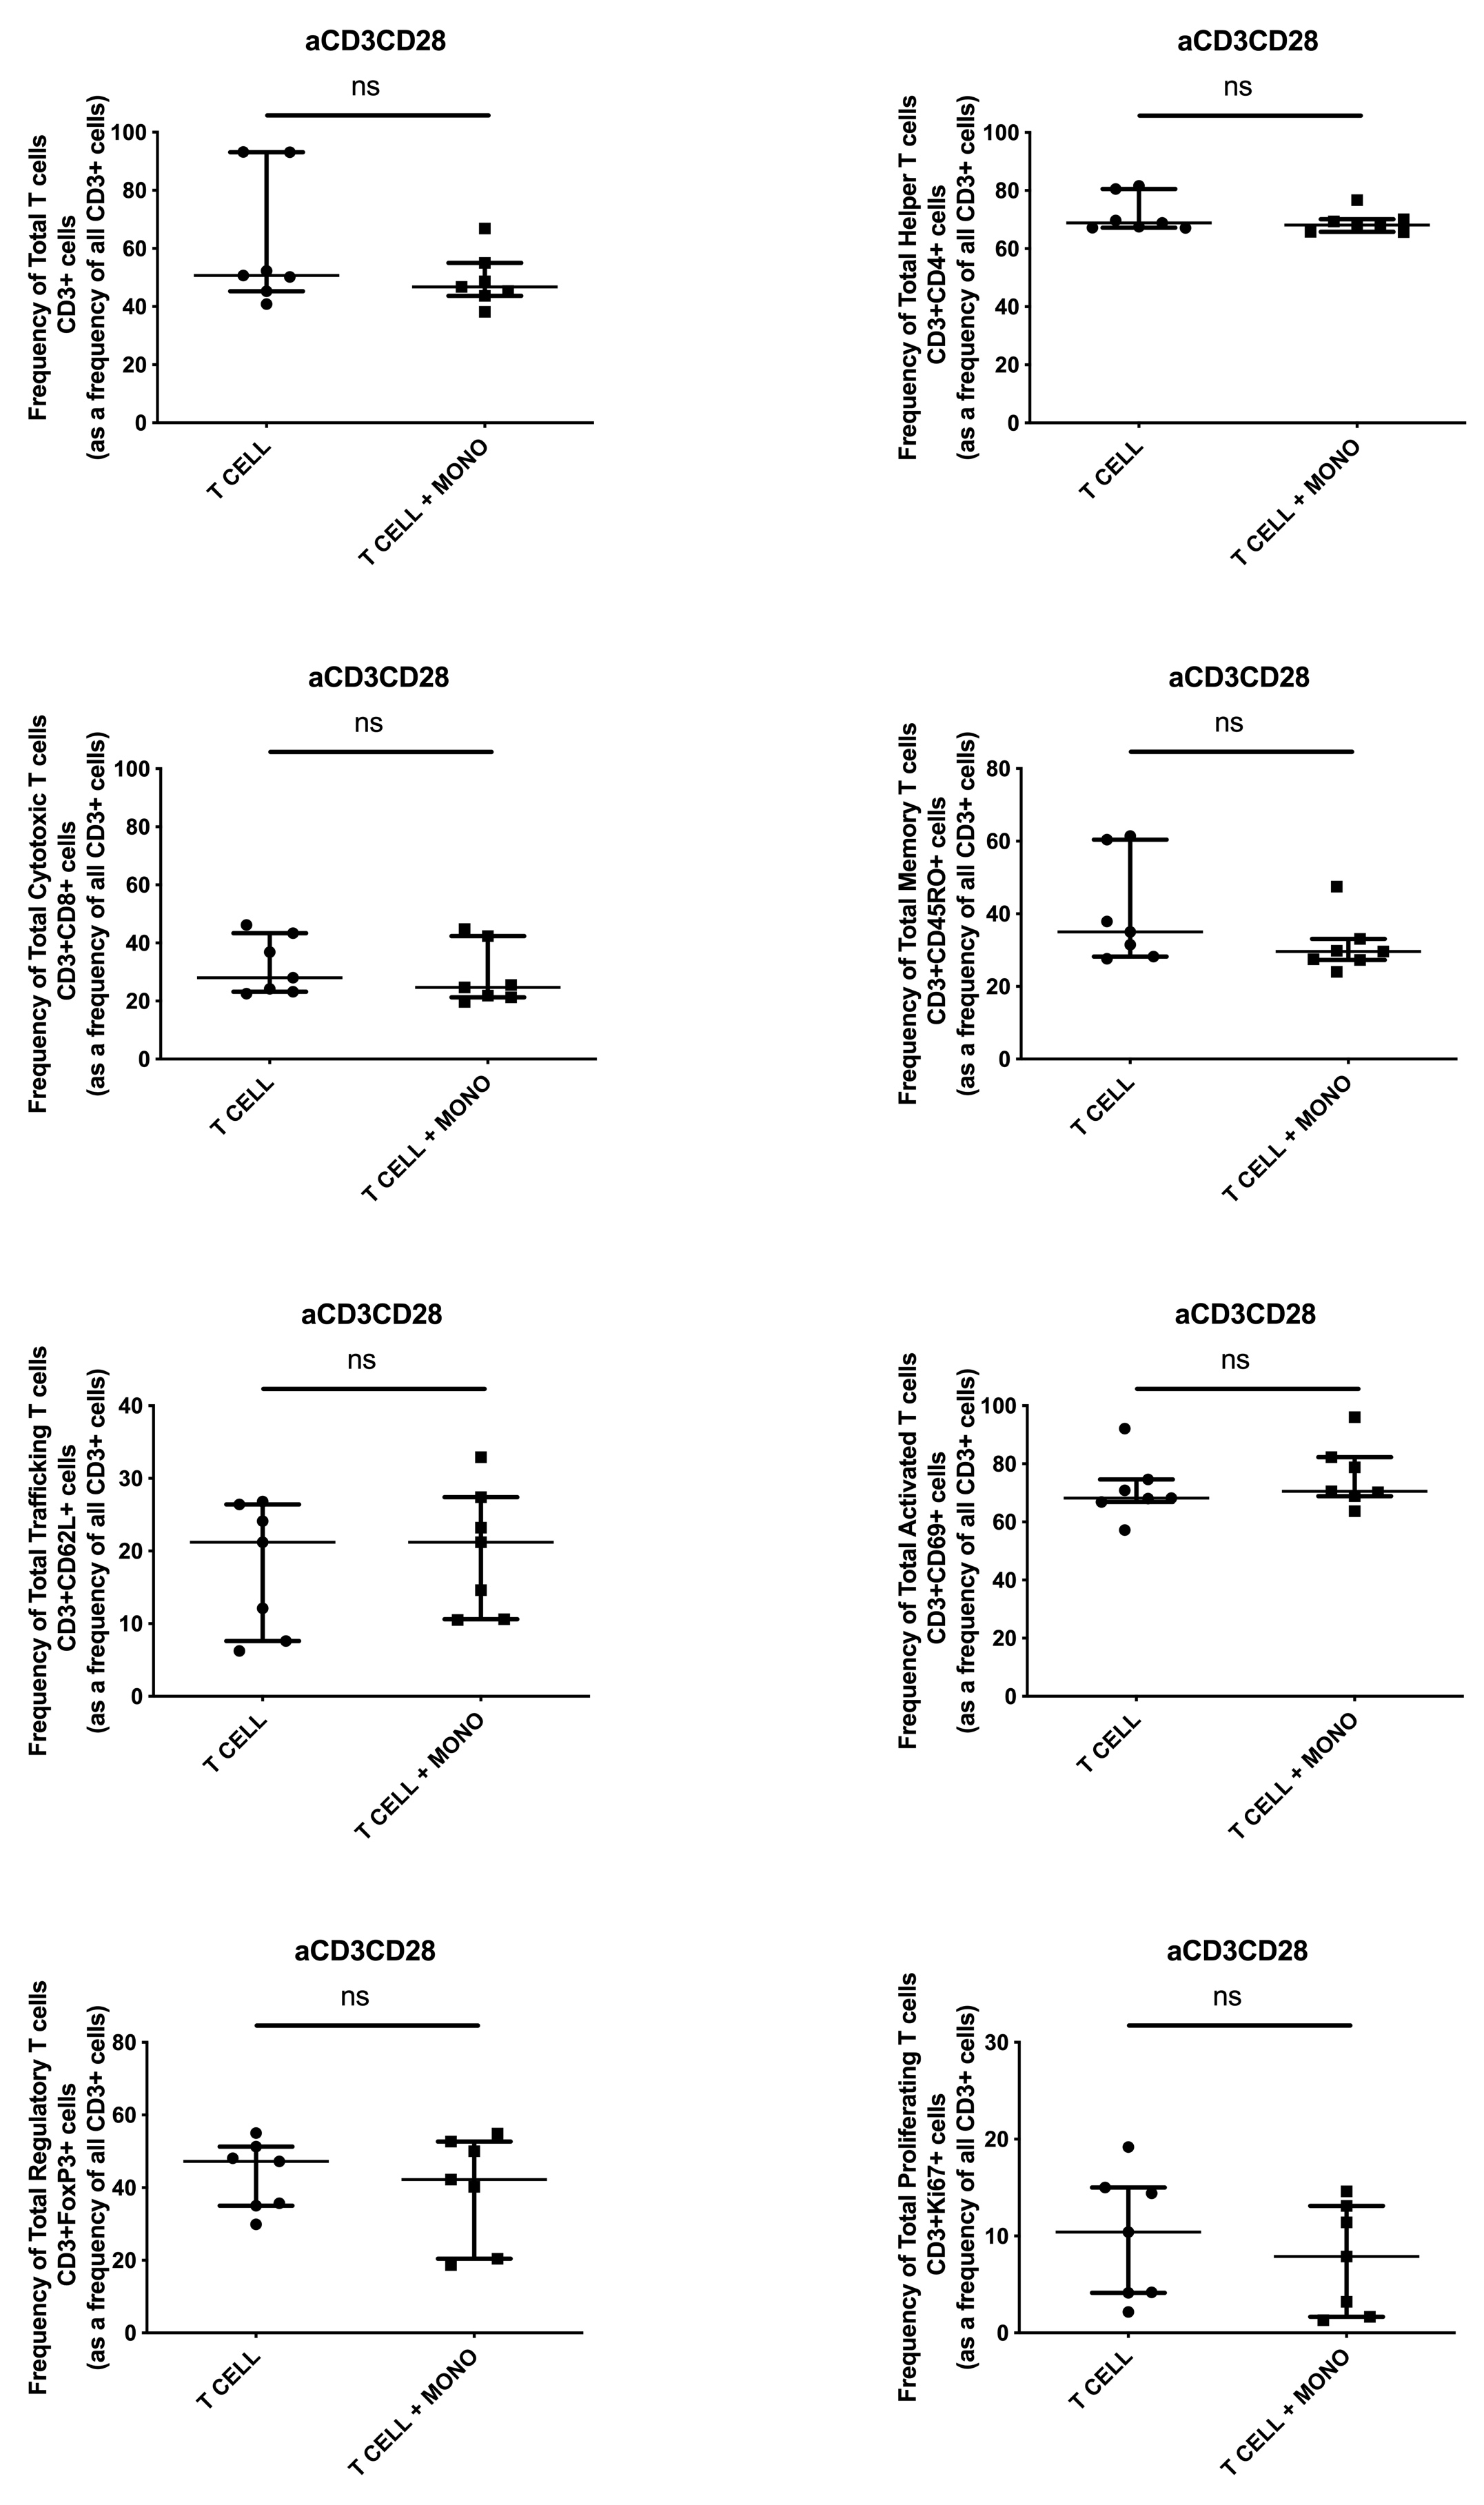 aCD3CD28
ns
Frequency of Total T cells
CD3+ cells
(as a frequency of all CD3+ cells)
100
80
60
40
20
0
T CELL
T CELL + MONO
aCD3CD28
ns
Frequency of Total Helper T cells
CD3+CD4+ cells
(as a frequency of all CD3+ cells)
100
80
60
40
20
0
T CELL
T CELL + MONO
aCD3CD28
ns
Frequency of Total Cytotoxic T cells
CD3+CD8+ cells
(as a frequency of all CD3+ cells)
100
80
60
40
20
0
T CELL
T CELL + MONO
aCD3CD28
ns
Frequency of Total Memory T cells
CD3+CD45RO+ cells
(as a frequency of all CD3+ cells)
80
60
40
20
0
T CELL
T CELL + MONO
aCD3CD28
ns
Frequency of Total Trafficking T cells
CD3+CD62L+ cells
(as a frequency of all CD3+ cells)
40
30
20
10
0
T CELL
T CELL + MONO
aCD3CD28
ns
Frequency of Total Activated T cells
CD3+CD69+ cells
(as a frequency of all CD3+ cells)
100
80
60
40
20
0
T CELL
T CELL + MONO
aCD3CD28
ns
Frequency of Total Regulatory T cells
CD3+FoxP3+ cells
(as a frequency of all CD3+ cells)
80
60
40
20
0
T CELL
T CELL + MONO
aCD3CD28
ns
Frequency of Total Proliferating T cells
CD3+Ki67+ cells
(as a frequency of all CD3+ cells)
30
20
10
0
T CELL
T CELL + MONO